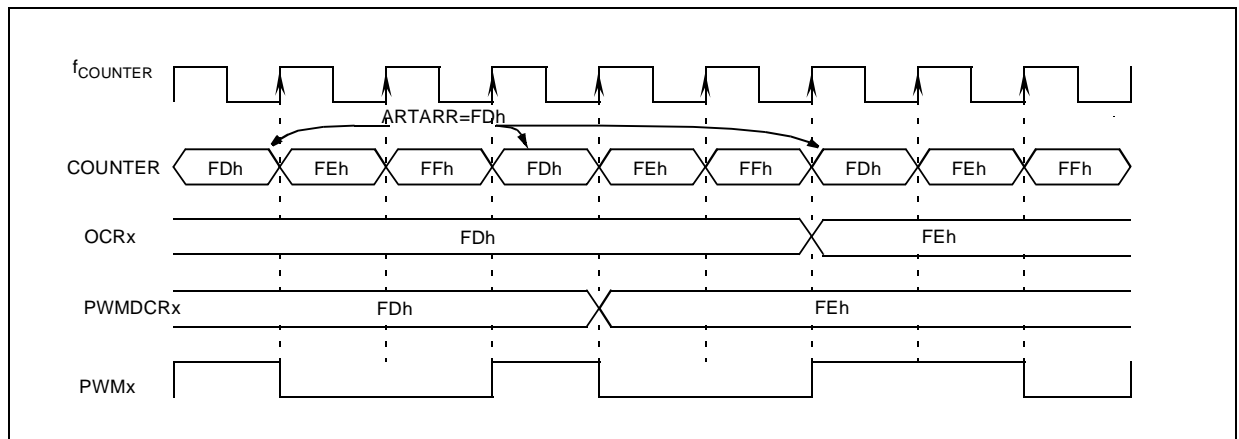 fCOUNTER
ARTARR=FDh
COUNTER FDh FEh FFh FDh FEh FFh FDh FEh FFh
OCRx FDh FEh
PWMDCRx FDh FEh
PWMx